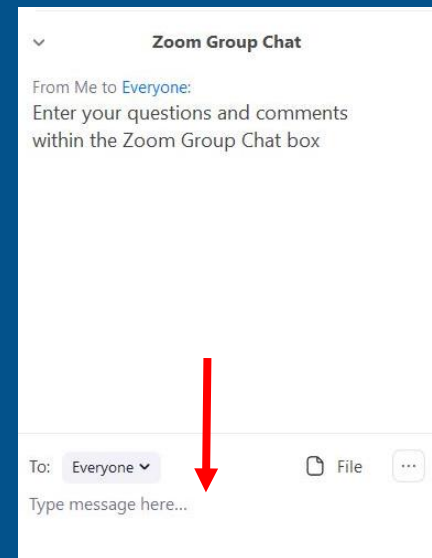 Zoom Group Chat
From Me to Everyone:
Enter your questions and comments
within the Zoom Group Chat box
To: Everyone File ...
Type message here...